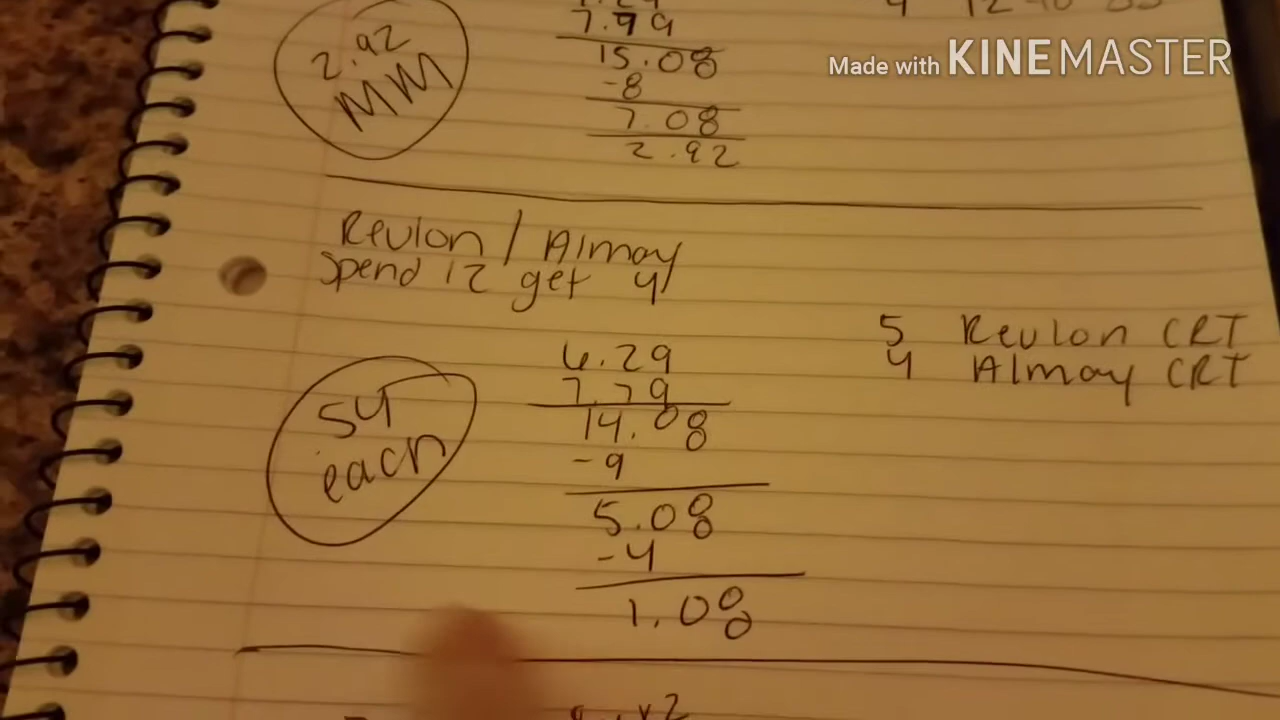 7.79
15.08
-8
7.08
2.92
2.92
MM
Made with KINEMASTER
Revlon / Almay
Spend 12 get 4
6.29
7.79
14.08
-9
5.08
-4
1.08
54
each
5 Revlon CRT
4 Almay CRT
x2